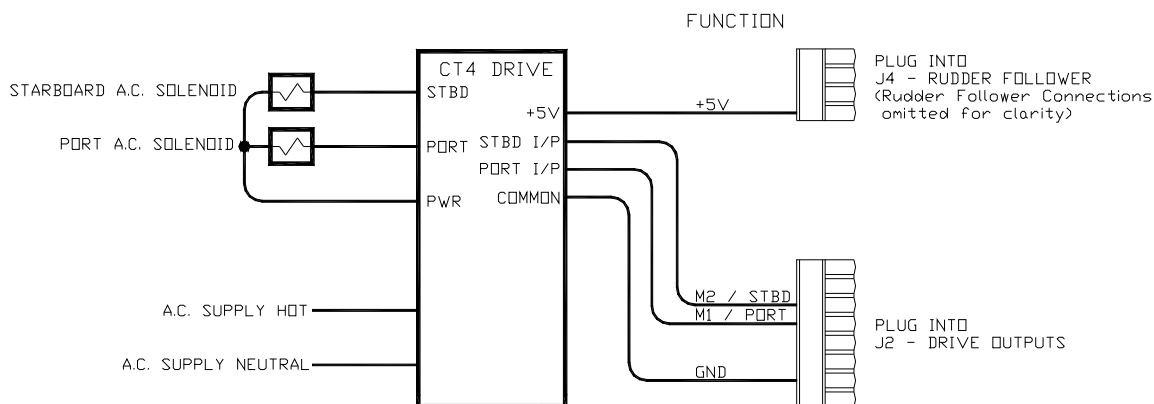 FUNCTION
CT4 DRIVE
STARBOARD A.C. SOLENOID
STBD
PORT A.C. SOLENOID
PORT
PWR
A.C. SUPPLY HOT
A.C. SUPPLY NEUTRAL
+5V
STBD I/P
PORT I/P
COMMON
+5V
PLUG INTO
J4 - RUDDER FOLLOWER
(Rudder Follower Connections
omitted for clarity)
M2 / STBD
M1 / PORT
GND
PLUG INTO
J2 - DRIVE OUTPUTS